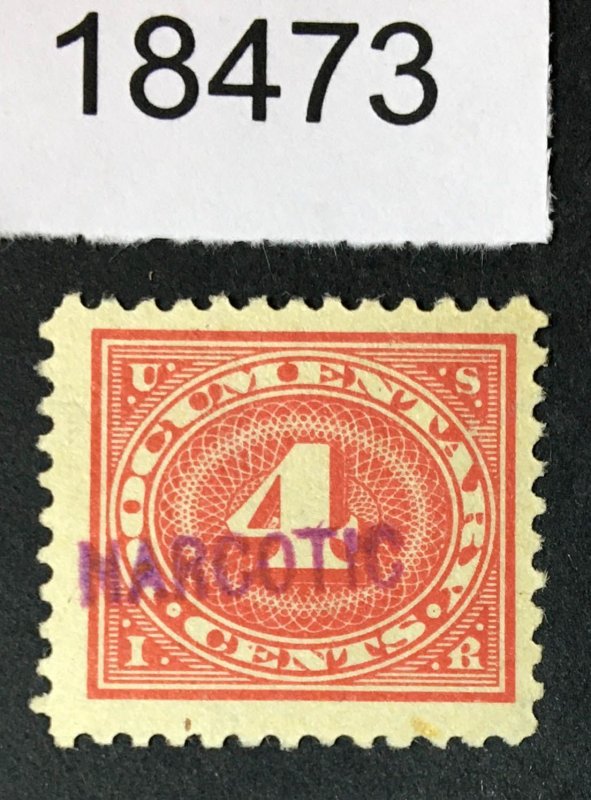 18473
U. S.
DOCUMENTARY
4
NARCOTIC
CENTS
I. R.